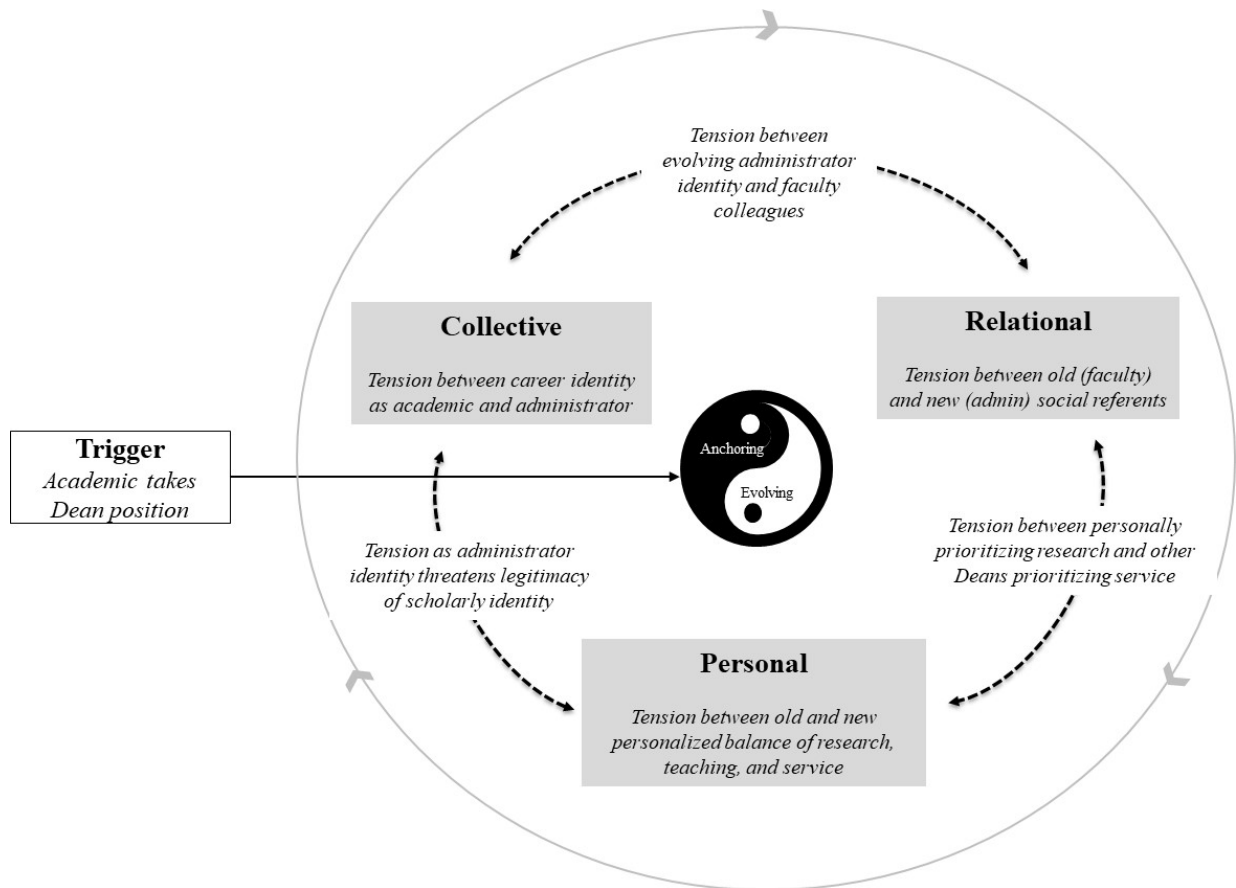 Tension between
evolving administrator
identity and faculty
colleagues
Collective
Tension between career identity
as academic and administrator
Relational
Tension between old (faculty)
and new (admin) social referents
Trigger
Academic takes
Dean position
Anchoring
Evolving
Tension as administrator
identity threatens legitimacy
of scholarly identity
Tension between personally
prioritizing research and other
Deans prioritizing service
Personal
Tension between old and new
personalized balance of research,
teaching, and service